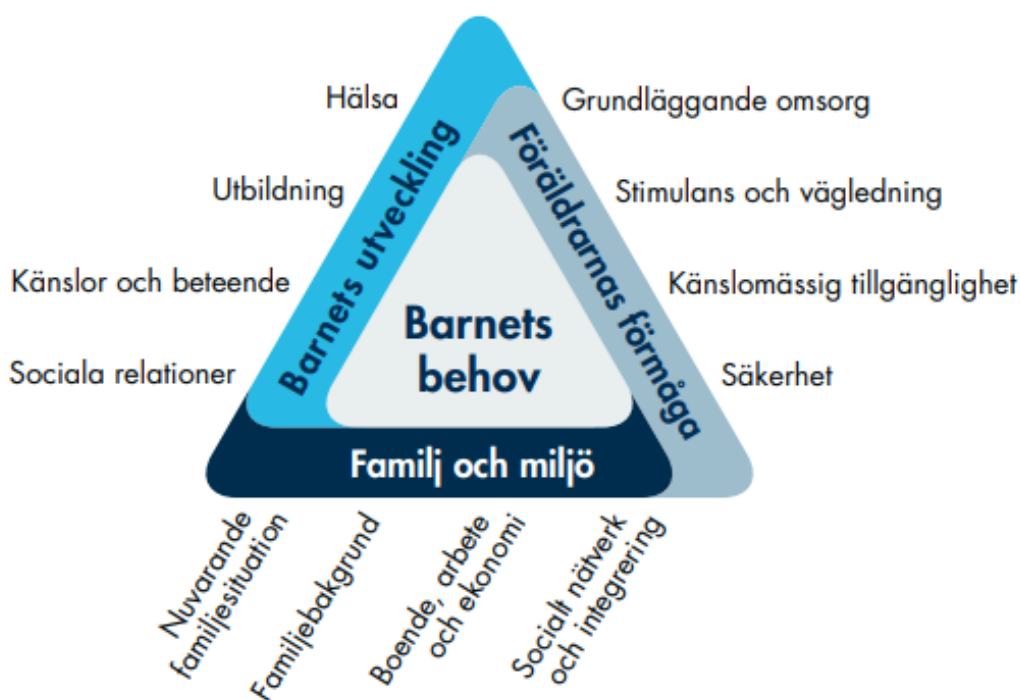 Hälsa
Utbildning
Känslor och beteende
Sociala relationer
Barnets utveckling
Grundläggande omsorg
Stimulans och vägledning
Känslomässig tillgänglighet
Säkerhet
Föräldrarnas förmåga
Barnets
behov
Familj och miljö
Nuvarande
familjesituation
Familjebakgrund
Boende, arbete
och ekonomi
Socialt nätverk
och integrering